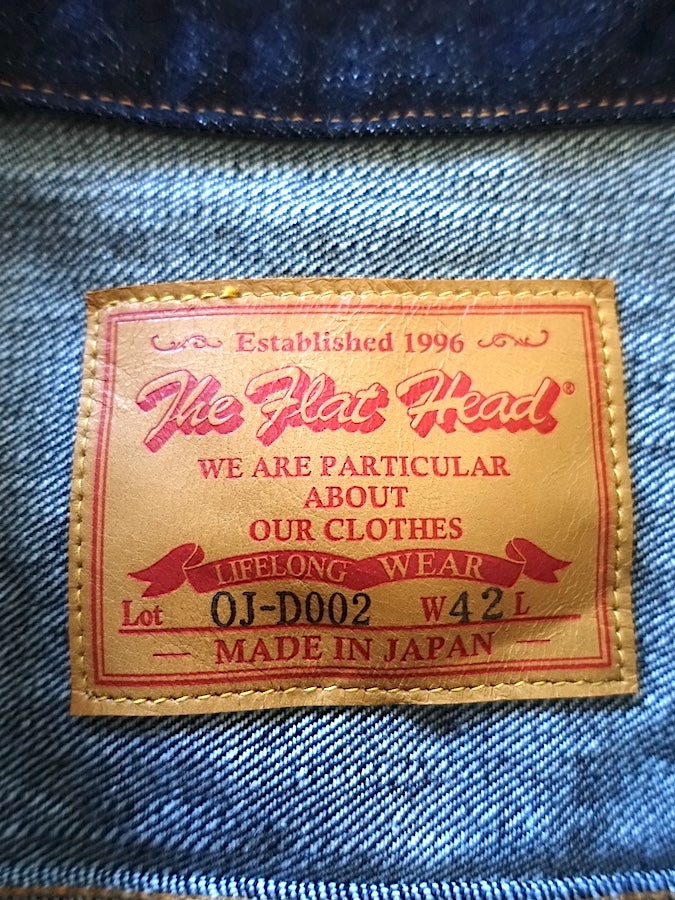 Established 1996
The Flat Head®
WE ARE PARTICULAR
ABOUT
OUR CLOTHES
LIFELONG WEAR
Lot OJ-D002 W42 L
MADE IN JAPAN